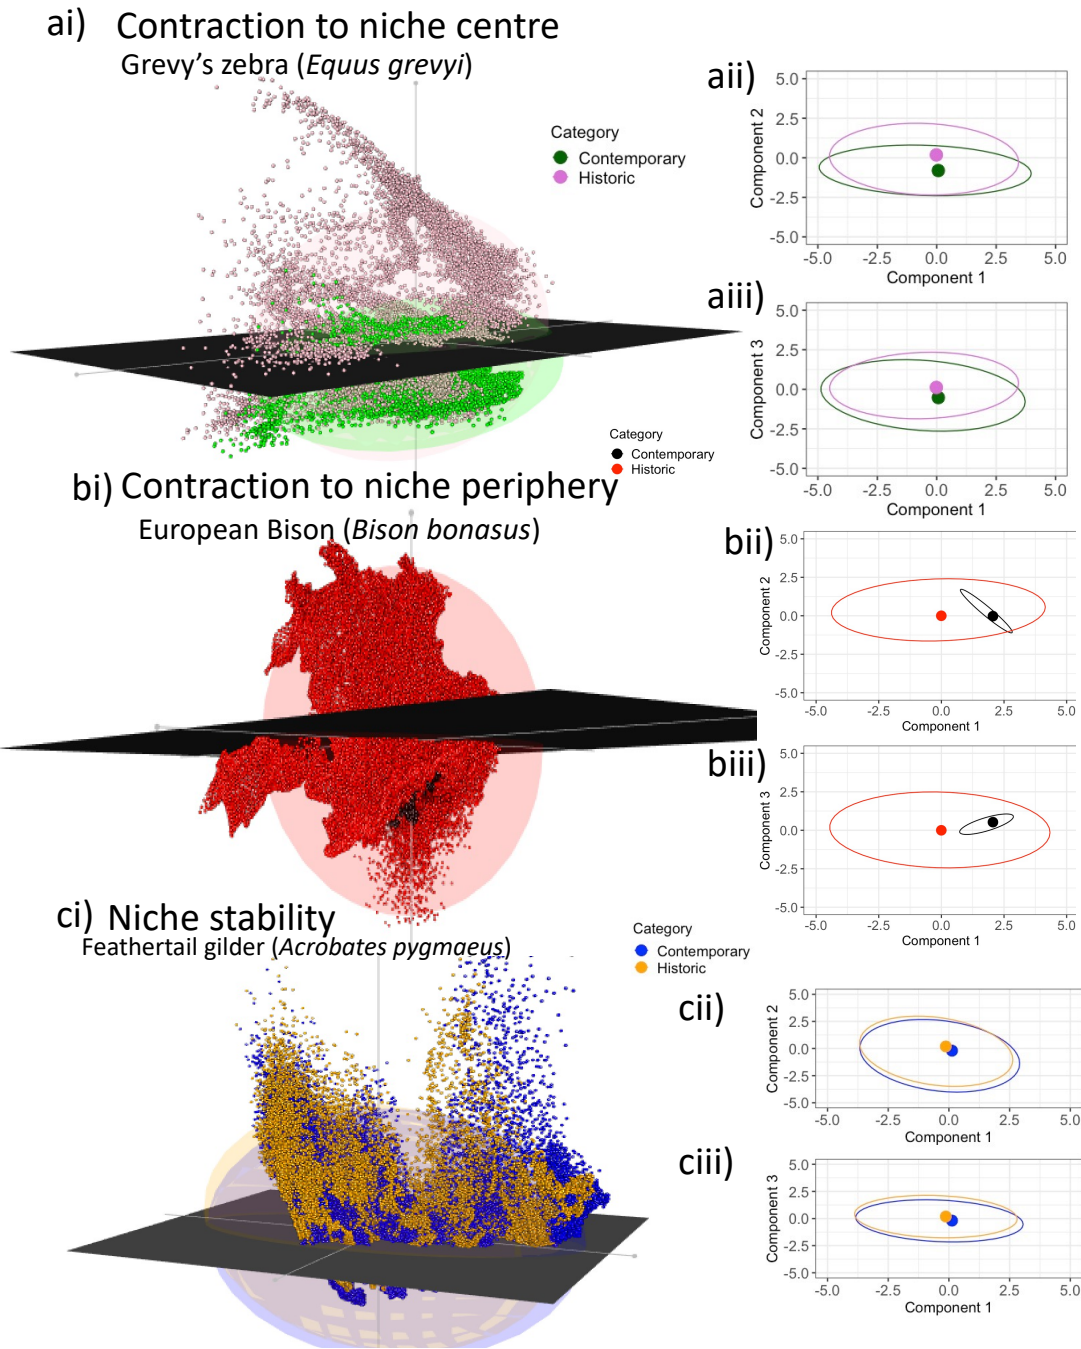 ai) Contraction to niche centre
Grevy's zebra (Equus grevyi)
Category
Contemporary
Historic
aii)
5.0
2.5
0.0
-2.5
-5.0
Component 2
-5.0 -2.5 0.0 2.5 5.0
Component 1
aiii)
5.0
2.5
0.0
-2.5
-5.0
Component 3
-5.0 -2.5 0.0 2.5 5.0
Component 1
Category
Contemporary
Historic
bi) Contraction to niche periphery
European Bison (Bison bonasus)
bii)
5.0
2.5
0.0
-2.5
-5.0
Component 2
-5.0 -2.5 0.0 2.5 5.0
Component 1
biii)
5.0
2.5
0.0
-2.5
-5.0
Component 3
-5.0 -2.5 0.0 2.5 5.0
Component 1
ci) Niche stability
Feathertail gilder (Acrobates pygmaeus)
Category
Contemporary
Historic
cii)
5.0
2.5
0.0
-2.5
-5.0
Component 2
-5.0 -2.5 0.0 2.5 5.0
Component 1
ciii)
5.0
2.5
0.0
-2.5
-5.0
Component 3
-5.0 -2.5 0.0 2.5 5.0
Component 1